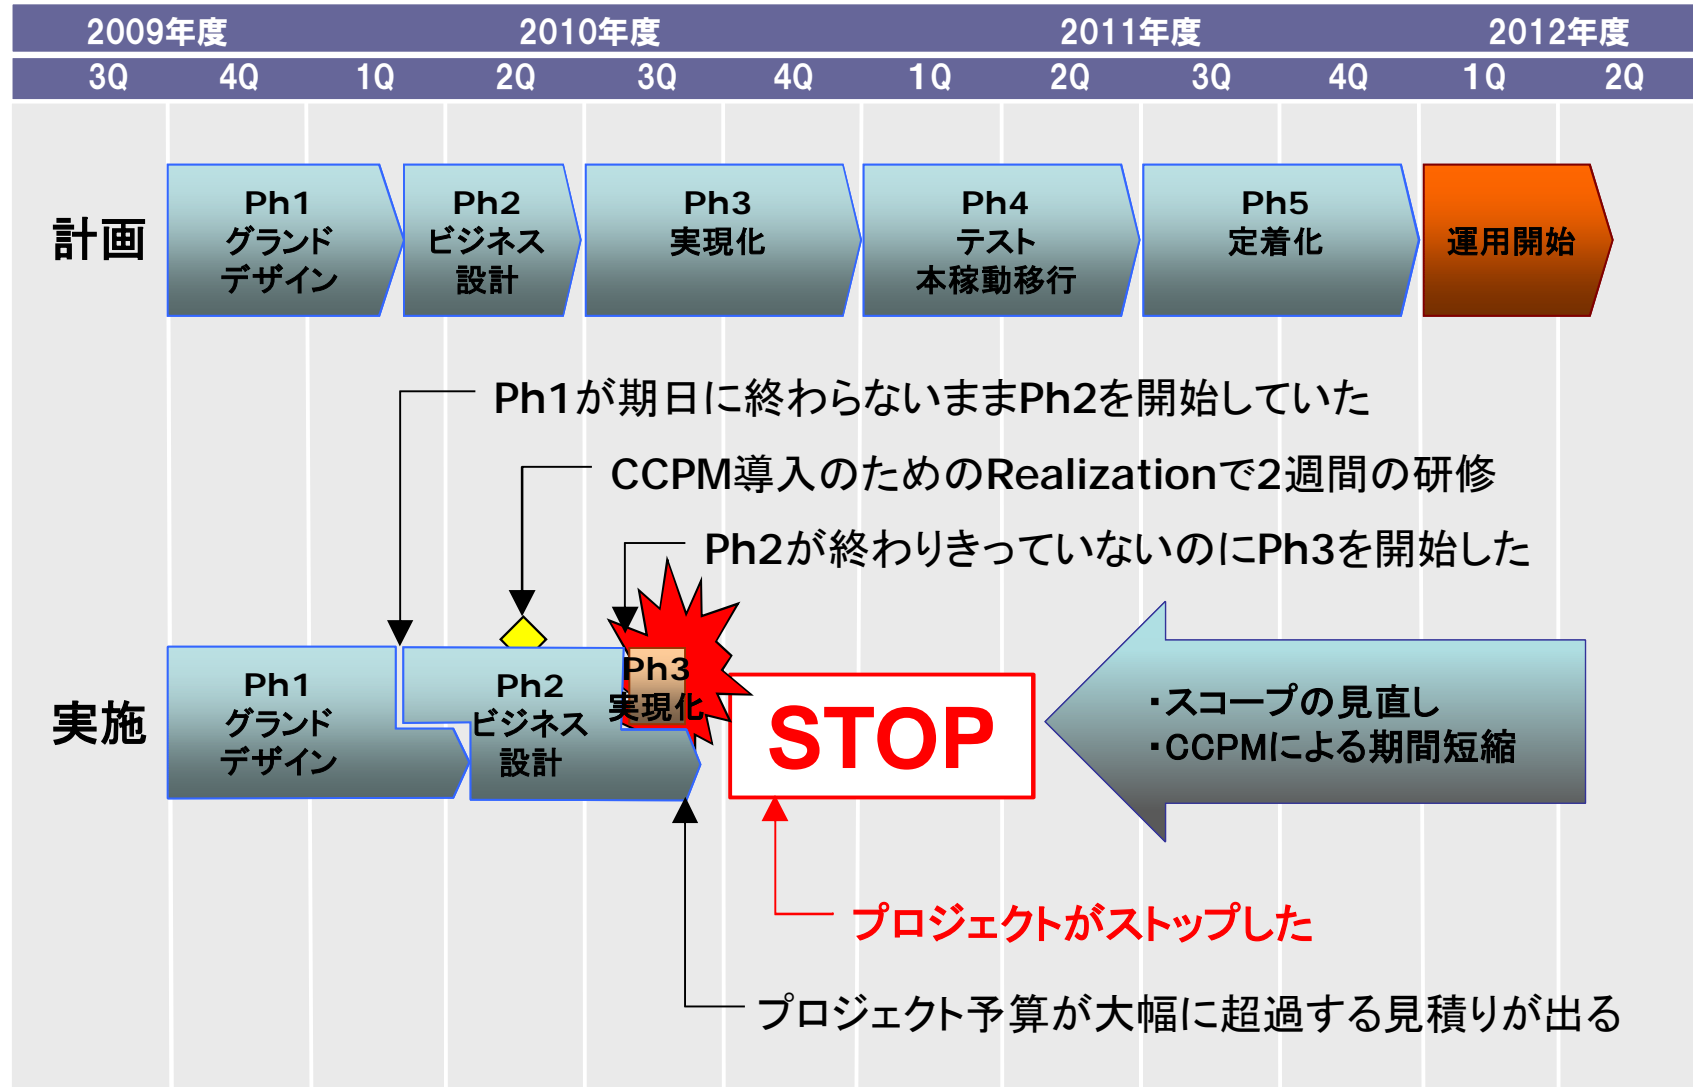 2009年度 2010年度 2011年度 2012年度
3Q 4Q 1Q 2Q 3Q 4Q 1Q 2Q 3Q 4Q 1Q 2Q
計画
Ph1
グランド
デザイン
Ph2
ビジネス
設計
Ph3
実現化
Ph4
テスト
本稼動移行
Ph5
定着化
運用開始
Ph1が期日に終わらないままPh2を開始していた
CCPM導入のためのRealizationで2週間の研修
Ph2が終わりきっていないのにPh3を開始した
実施
Ph1
グランド
デザイン
Ph2
ビジネス
設計
Ph3
実現化
STOP
・スコープの見直し
・CCPMによる期間短縮
プロジェクトがストップした
プロジェクト予算が大幅に超過する見積りが出る